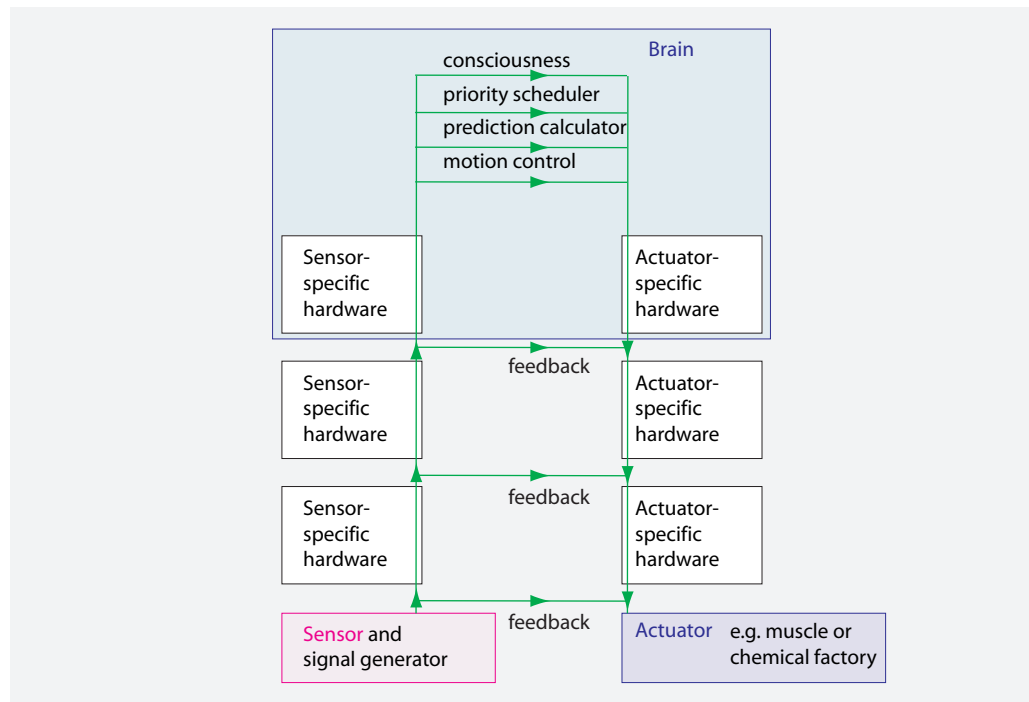 Brain
consciousness
priority scheduler
prediction calculator
motion control
Sensor-
specific
hardware
Actuator-
specific
hardware
feedback
Sensor-
specific
hardware
Actuator-
specific
hardware
feedback
Sensor-
specific
hardware
Actuator-
specific
hardware
feedback
Sensor and
signal generator
Actuator e.g. muscle or
chemical factory